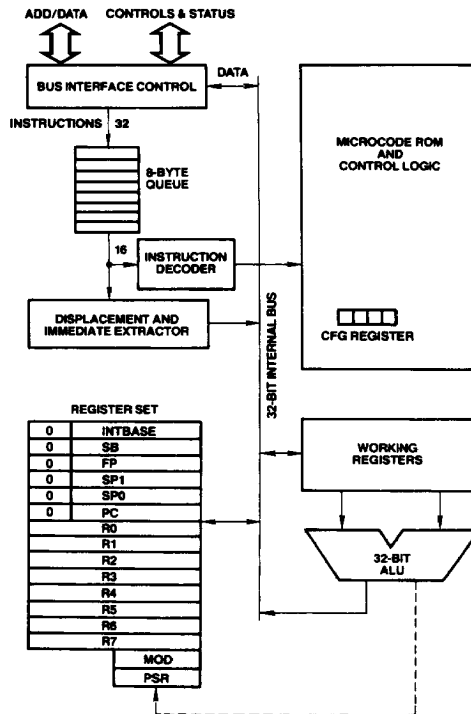 ADD/DATA
CONTROLS & STATUS
BUS INTERFACE CONTROL
DATA
INSTRUCTIONS 32
8-BYTE
QUEUE
16
INSTRUCTION
DECODER
DISPLACEMENT AND
IMMEDIATE EXTRACTOR
MICROCODE ROM
AND
CONTROL LOGIC
CFG REGISTER
32-BIT INTERNAL BUS
REGISTER SET
0 INTBASE
0 SB
0 FP
0 SP1
0 SP0
0 PC
R0
R1
R2
R3
R4
R5
R6
R7
MOD
PSR
WORKING
REGISTERS
32-BIT
ALU